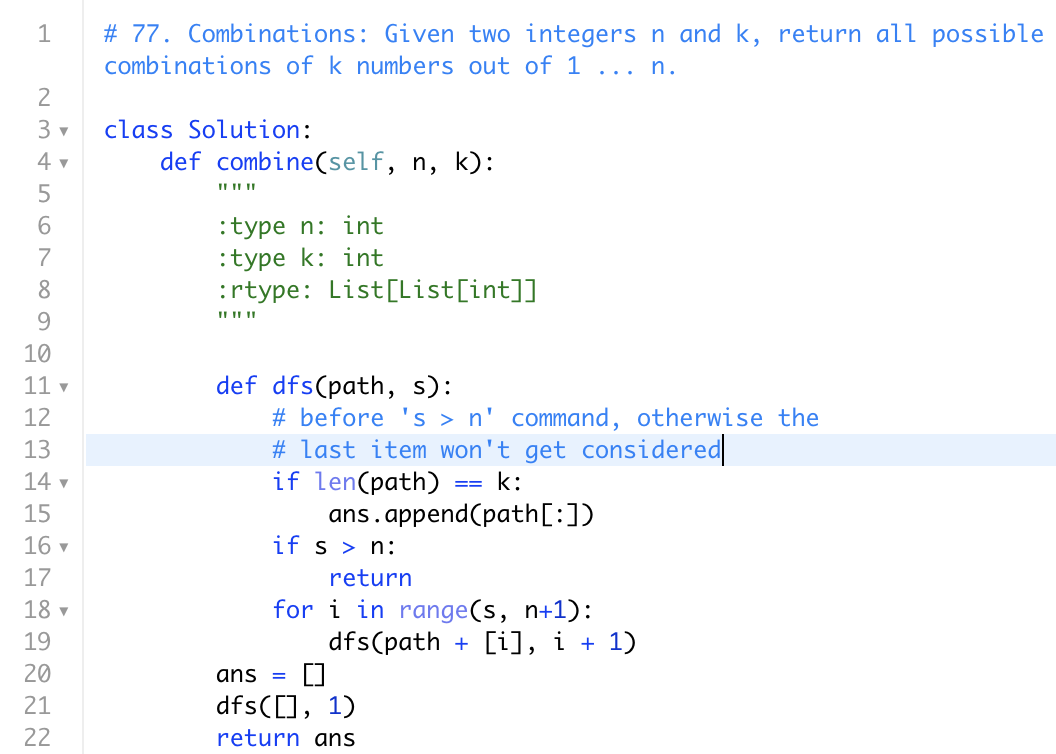 1 # 77. Combinations: Given two integers n and k, return all possible
combinations of k numbers out of 1 ... n.
2
3 class Solution:
4     def combine(self, n, k):
5         """
6         :type n: int
7         :type k: int
8         :rtype: List[List[int]]
9         """
10
11         def dfs(path, s):
12             # before 's > n' command, otherwise the
13             # last item won't get considered
14             if len(path) == k:
15                 ans.append(path[:])
16             if s > n:
17                 return
18             for i in range(s, n+1):
19                 dfs(path + [i], i + 1)
20         ans = []
21         dfs([], 1)
22         return ans